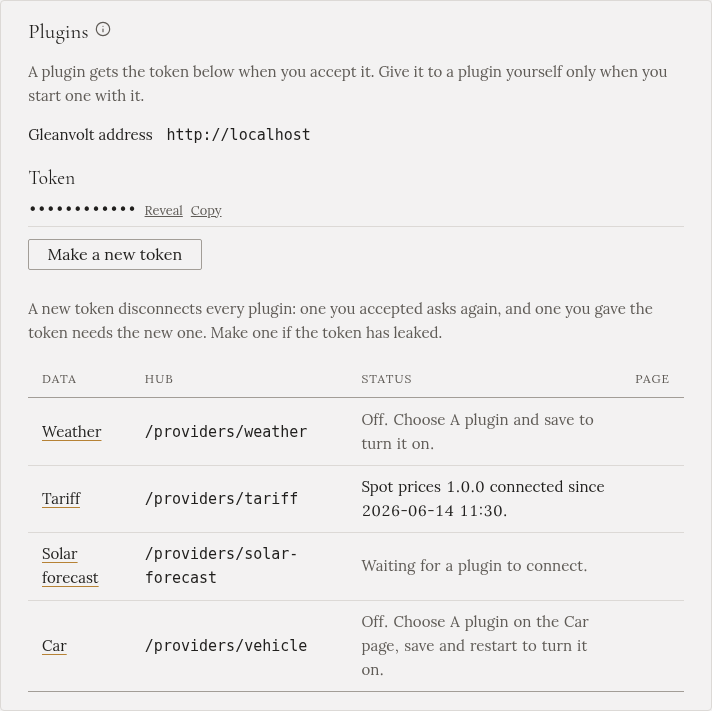 Plugins
A plugin gets the token below when you accept it. Give it to a plugin yourself only when you
start one with it.
Gleanvolt address http://localhost
Token
•••••••••••• Reveal Copy
Make a new token
A new token disconnects every plugin: one you accepted asks again, and one you gave the
token needs the new one. Make one if the token has leaked.
DATA HUB STATUS PAGE
Weather /providers/weather Off. Choose A plugin and save to
turn it on.
Tariff /providers/tariff Spot prices 1.0.0 connected since
2026-06-14 11:30.
Solar /providers/solar-
forecast forecast Waiting for a plugin to connect.
Car /providers/vehicle Off. Choose A plugin on the Car
page, save and restart to turn it
on.